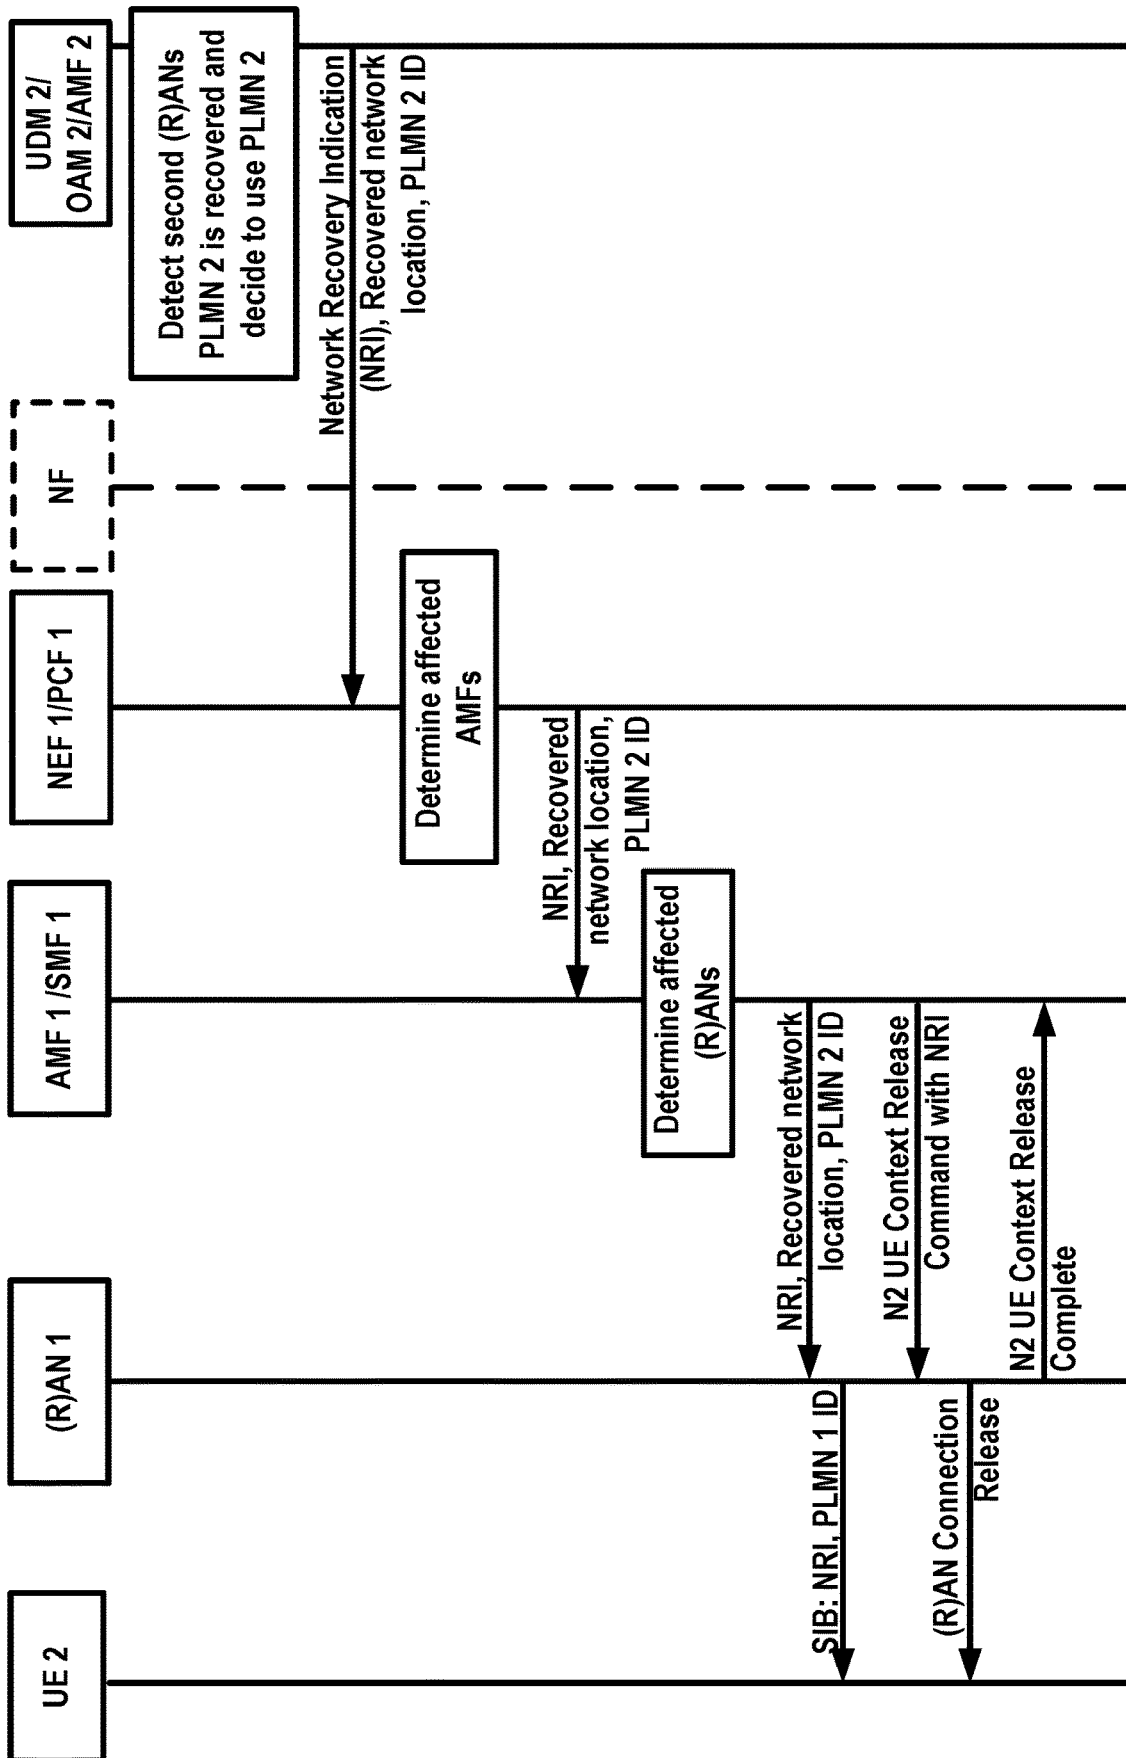 UE 2
(R)AN 1
AMF 1 /SMF 1
NEF 1/PCF 1
NF
UDM 2/
OAM 2/AMF 2
Detect second (R)ANs
PLMN 2 is recovered and
decide to use PLMN 2
Network Recovery Indication
(NRI), Recovered network
location, PLMN 2 ID
Determine affected
AMFs
NRI, Recovered
network location,
PLMN 2 ID
Determine affected
(R)ANs
NRI, Recovered network
location, PLMN 2 ID
SIB: NRI, PLMN 1 ID
N2 UE Context Release
Command with NRI
(R)AN Connection
Release
N2 UE Context Release
Complete